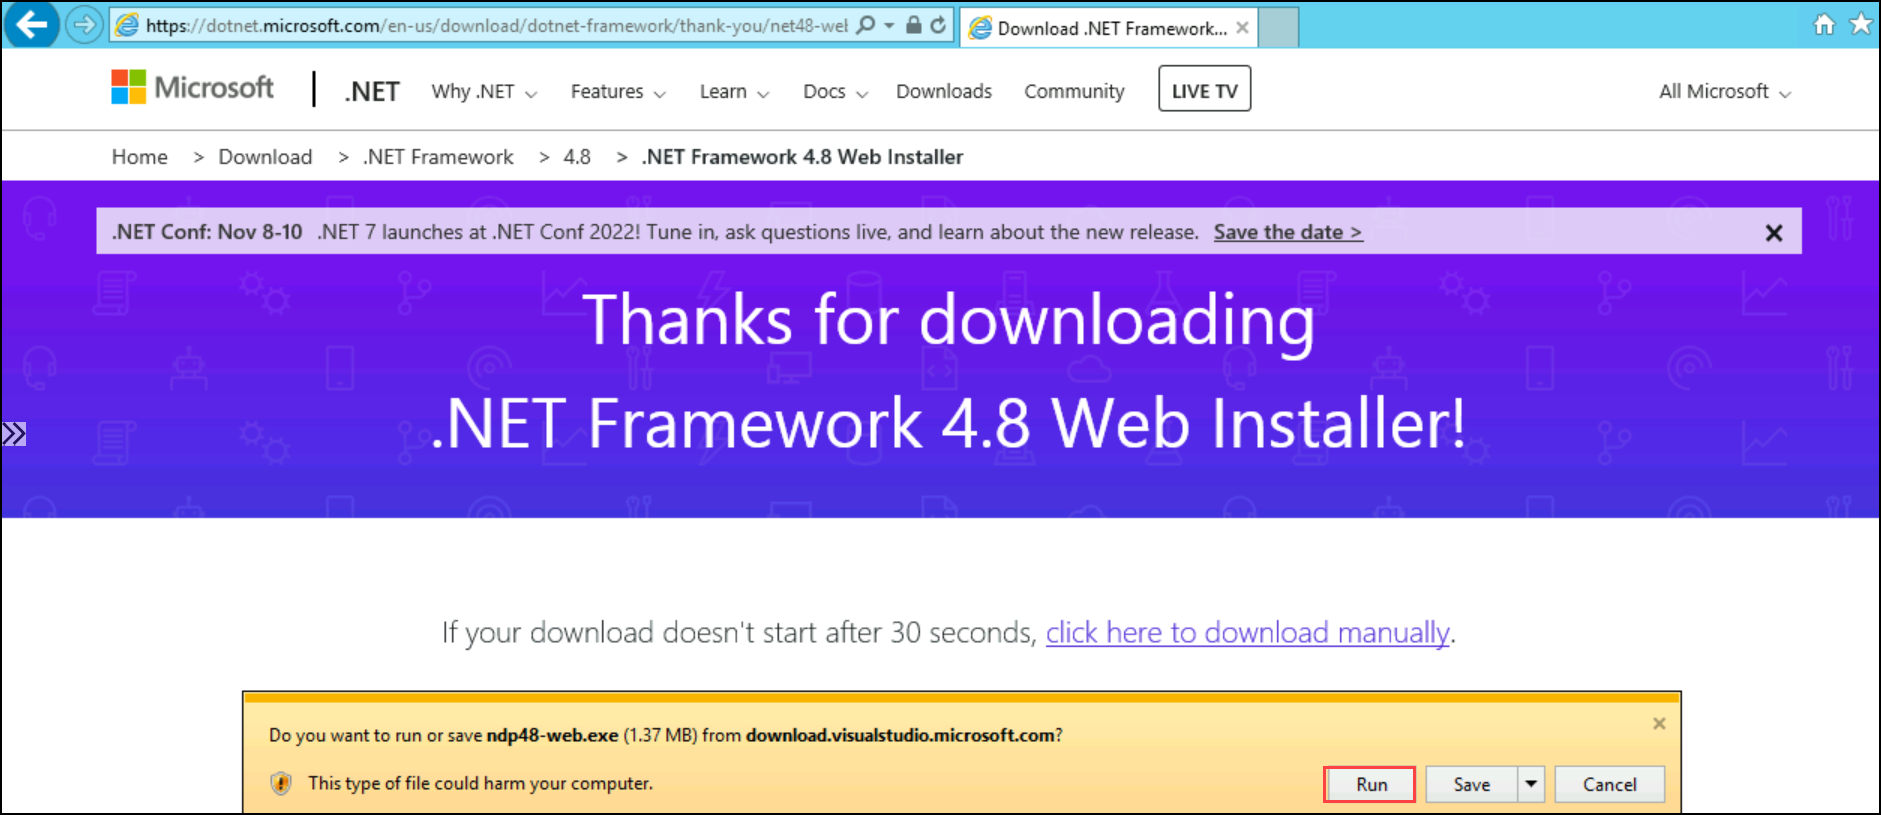 https://dotnet.microsoft.com/en-us/download/dotnet-framework/thank-you/net48-web
Download .NET Framework...
Microsoft
.NET
Why .NET
Features
Learn
Docs
Downloads
Community
LIVE TV
All Microsoft
Home > Download > .NET Framework > 4.8 > .NET Framework 4.8 Web Installer
.NET Conf: Nov 8-10 .NET 7 launches at .NET Conf 2022! Tune in, ask questions live, and learn about the new release. Save the date >
Thanks for downloading
.NET Framework 4.8 Web Installer!
If your download doesn't start after 30 seconds, click here to download manually.
Do you want to run or save ndp48-web.exe (1.37 MB) from download.visualstudio.microsoft.com?
This type of file could harm your computer.
Run
Save
Cancel